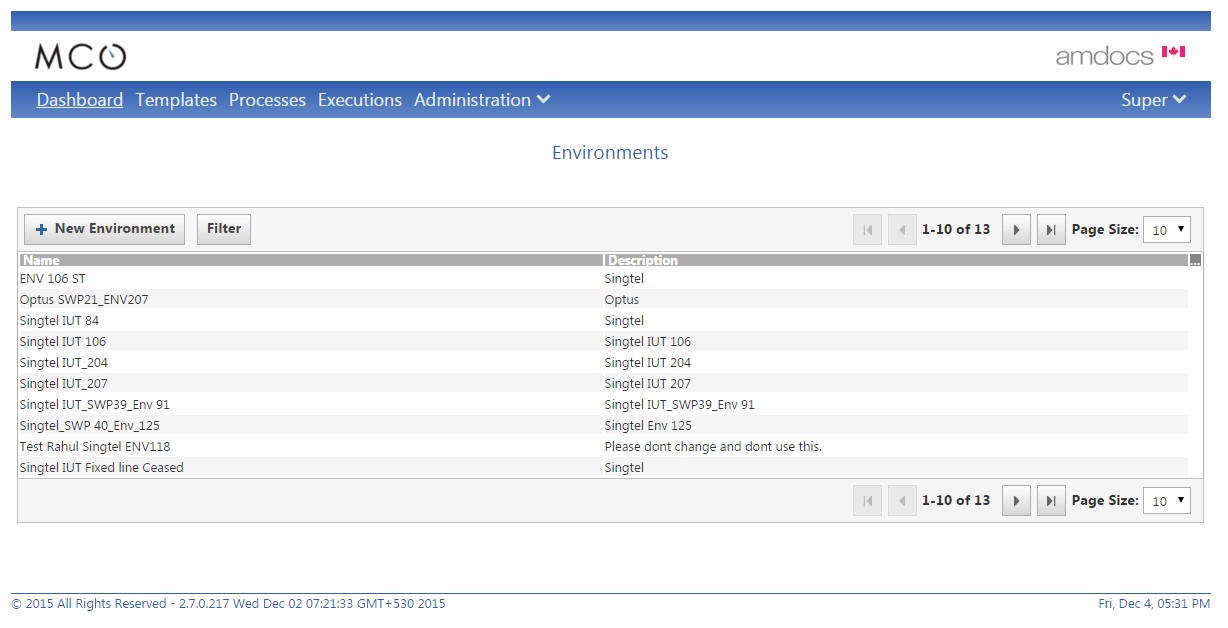 MCO
amdocs
Dashboard Templates Processes Executions Administration Super
Environments
+ New Environment Filter 1-10 of 13 Page Size: 10
Name Description ...
ENV 106 ST Singtel
Optus SWP21_ENV207 Optus
Singtel IUT 84 Singtel
Singtel IUT 106 Singtel IUT 106
Singtel IUT_204 Singtel IUT 204
Singtel IUT_207 Singtel IUT 207
Singtel IUT_SWP39_Env 91 Singtel IUT_SWP39_Env 91
Singtel_SWP 40_Env_125 Singtel Env 125
Test Rahul Singtel ENV118 Please dont change and dont use this.
Singtel IUT Fixed line Ceased Singtel
1-10 of 13 Page Size: 10
© 2015 All Rights Reserved - 2.7.0.217 Wed Dec 02 07:21:33 GMT+530 2015 Fri, Dec 4, 05:31 PM